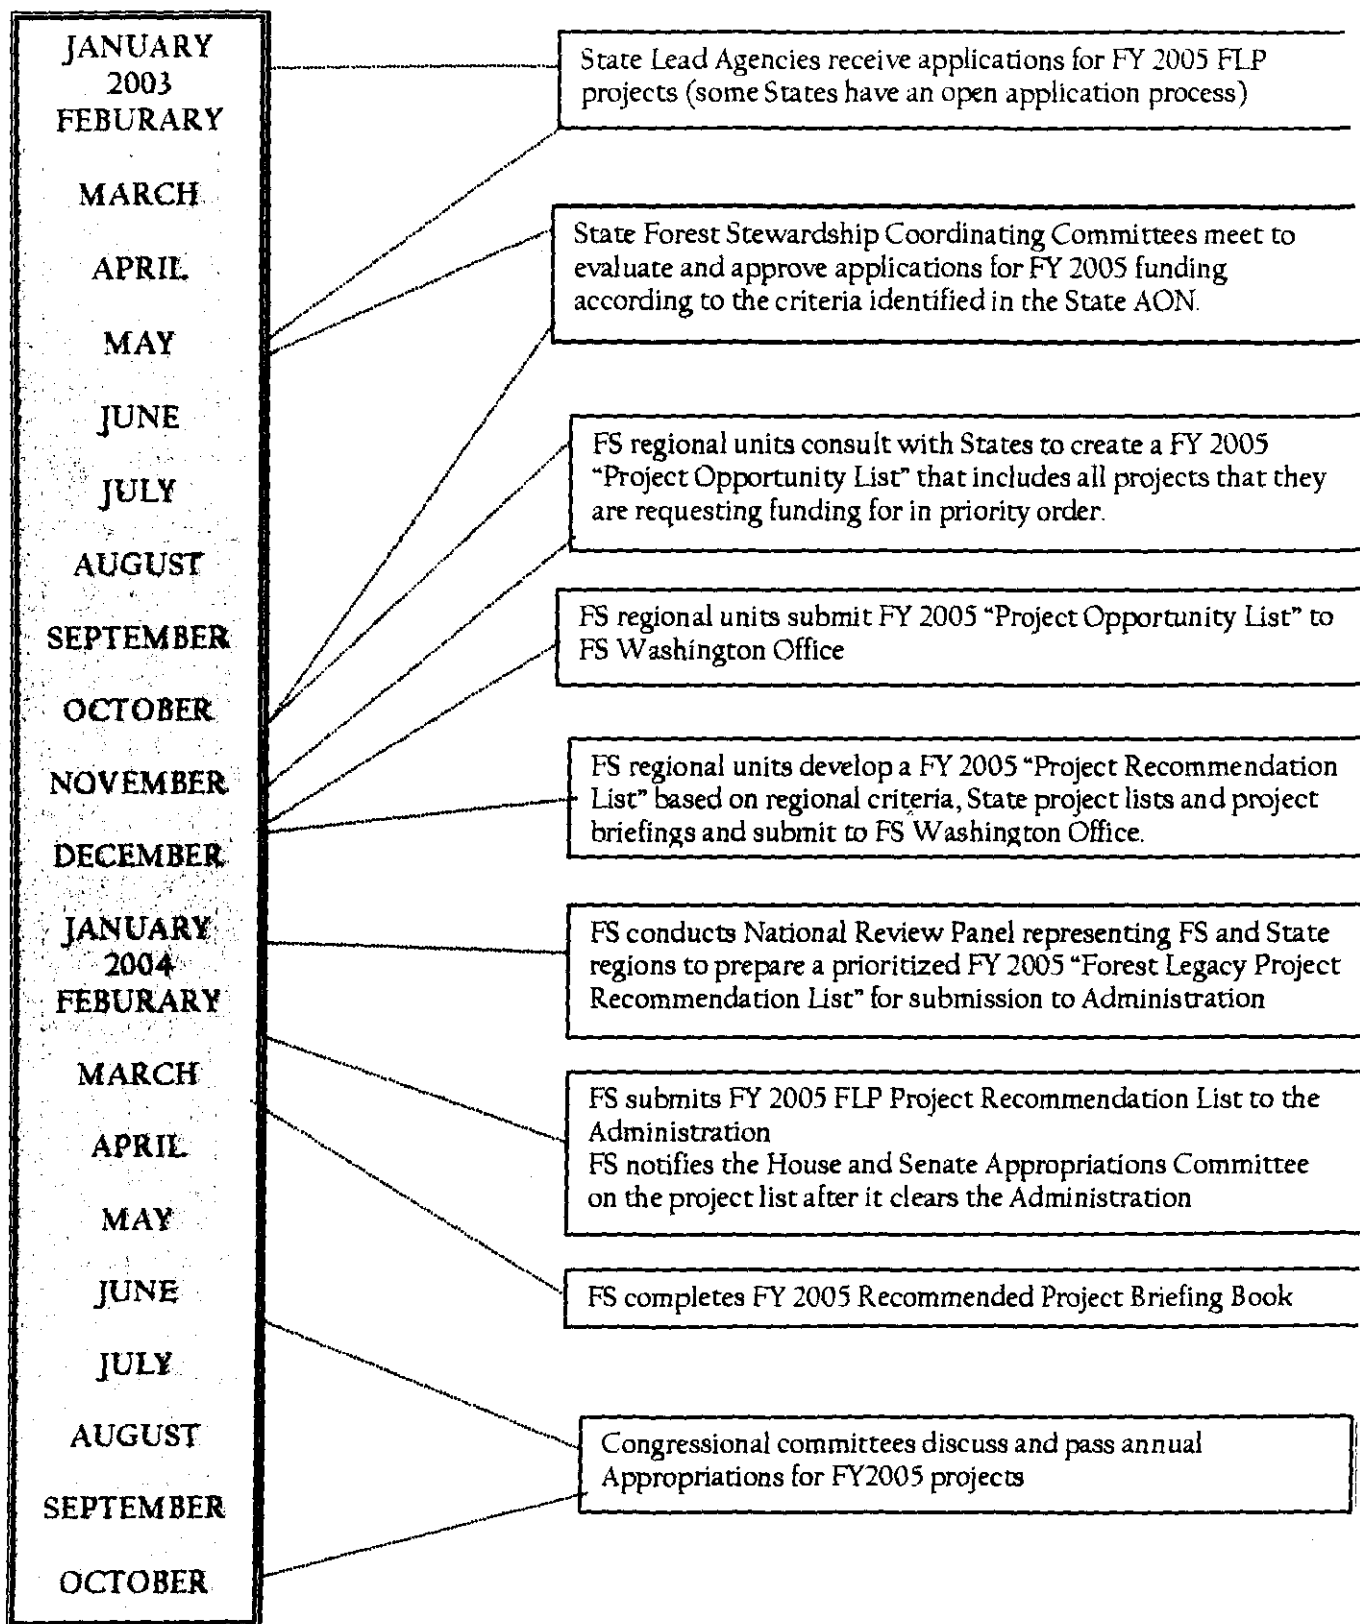 JANUARY
2003
FEBURARY
MARCH
APRIL
MAY
JUNE
JULY
AUGUST
SEPTEMBER
OCTOBER
NOVEMBER
DECEMBER
JANUARY
2004
FEBURARY
MARCH
APRIL
MAY
JUNE
JULY
AUGUST
SEPTEMBER
OCTOBER
State Lead Agencies receive applications for FY 2005 FLP
projects (some States have an open application process)
State Forest Stewardship Coordinating Committees meet to
evaluate and approve applications for FY 2005 funding
according to the criteria identified in the State AON.
FS regional units consult with States to create a FY 2005
“Project Opportunity List” that includes all projects that they
are requesting funding for in priority order.
FS regional units submit FY 2005 “Project Opportunity List” to
FS Washington Office
FS regional units develop a FY 2005 “Project Recommendation
List” based on regional criteria, State project lists and project
briefings and submit to FS Washington Office.
FS conducts National Review Panel representing FS and State
regions to prepare a prioritized FY 2005 “Forest Legacy Project
Recommendation List” for submission to Administration
FS submits FY 2005 FLP Project Recommendation List to the
Administration
FS notifies the House and Senate Appropriations Committee
on the project list after it clears the Administration
FS completes FY 2005 Recommended Project Briefing Book
Congressional committees discuss and pass annual
Appropriations for FY2005 projects